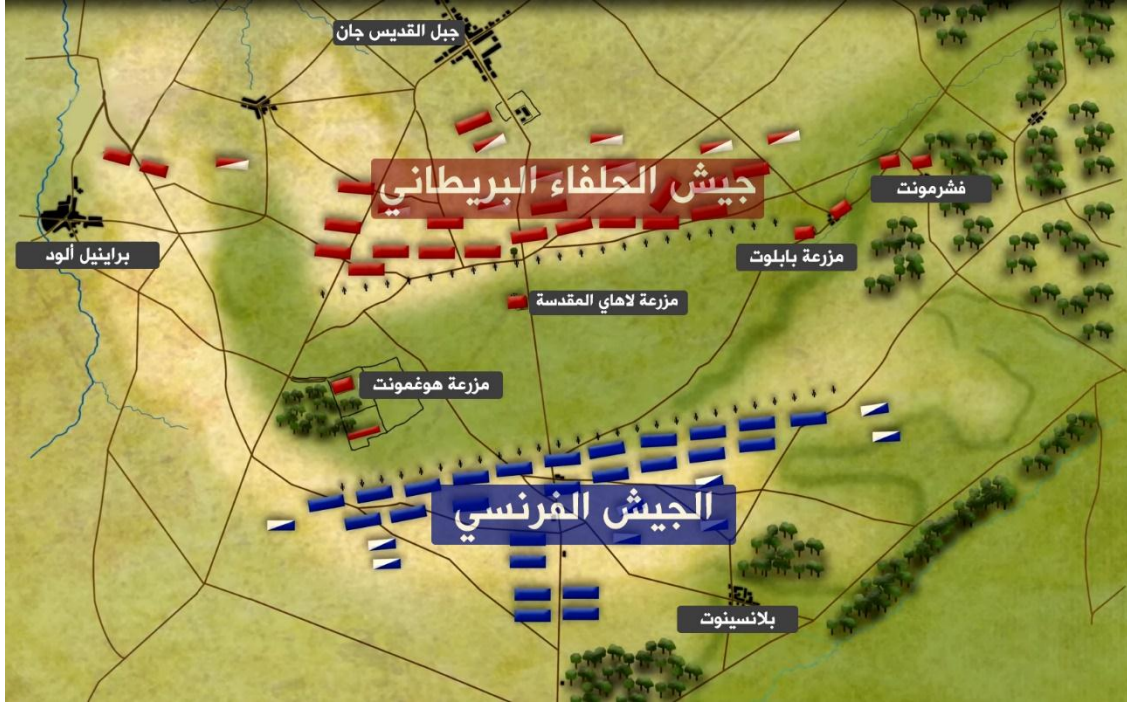 جبل القديس جان
جيش الحلفاء البريطاني
فشرمونت
براينيل ألود
مزرعة بابلوت
مزرعة لاهاي المقدسة
مزرعة هوغمونت
الجيش الفرنسي
بلانسينوت